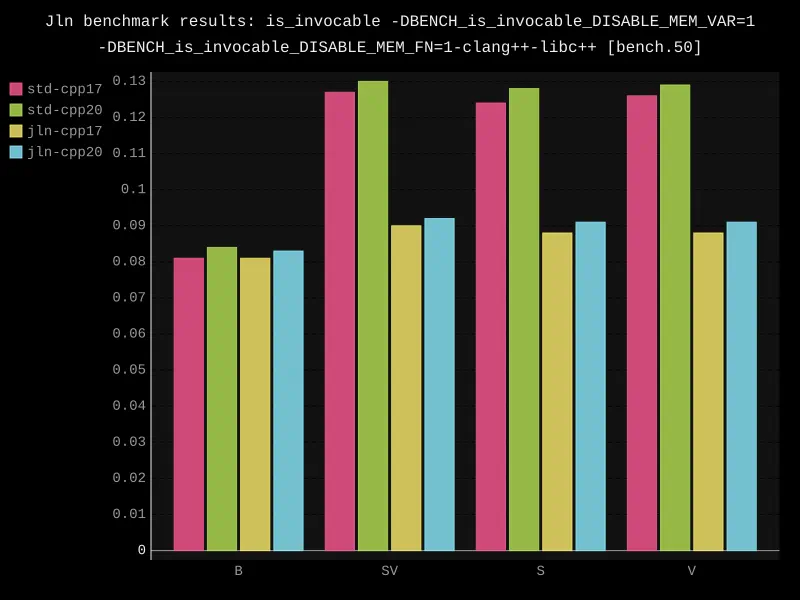 Jln benchmark results: is_invocable -DBENCH_is_invocable_DISABLE_MEM_VAR=1
-DBENCH_is_invocable_DISABLE_MEM_FN=1-clang++-libc++ [bench.50]
std-cpp17
std-cpp20
jln-cpp17
jln-cpp20
0.13
0.12
0.11
0.1
0.09
0.08
0.07
0.06
0.05
0.04
0.03
0.02
0.01
0
B SV S V